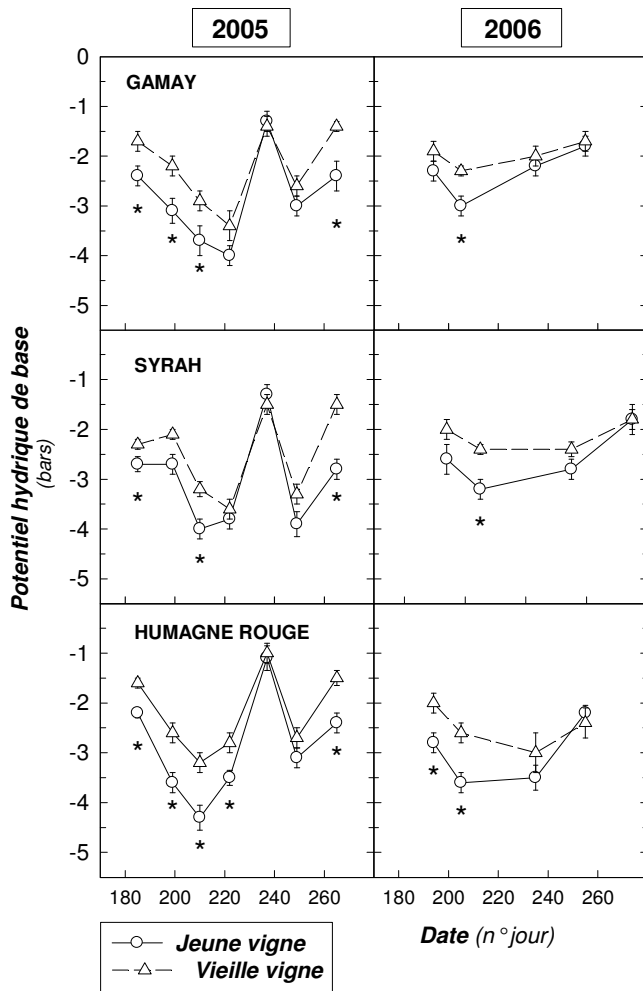 2005
2006
GAMAY
0
-1
-2
-3
-4
-5
* * * *
*
SYRAH
-1
-2
-3
-4
-5
* * *
*
HUMAGNE ROUGE
-1
-2
-3
-4
-5
* * * * *
* *
Potentiel hydrique de base
(bars)
180 200 220 240 260
180 200 220 240 260
Date (n°jour)
Jeune vigne
Vieille vigne